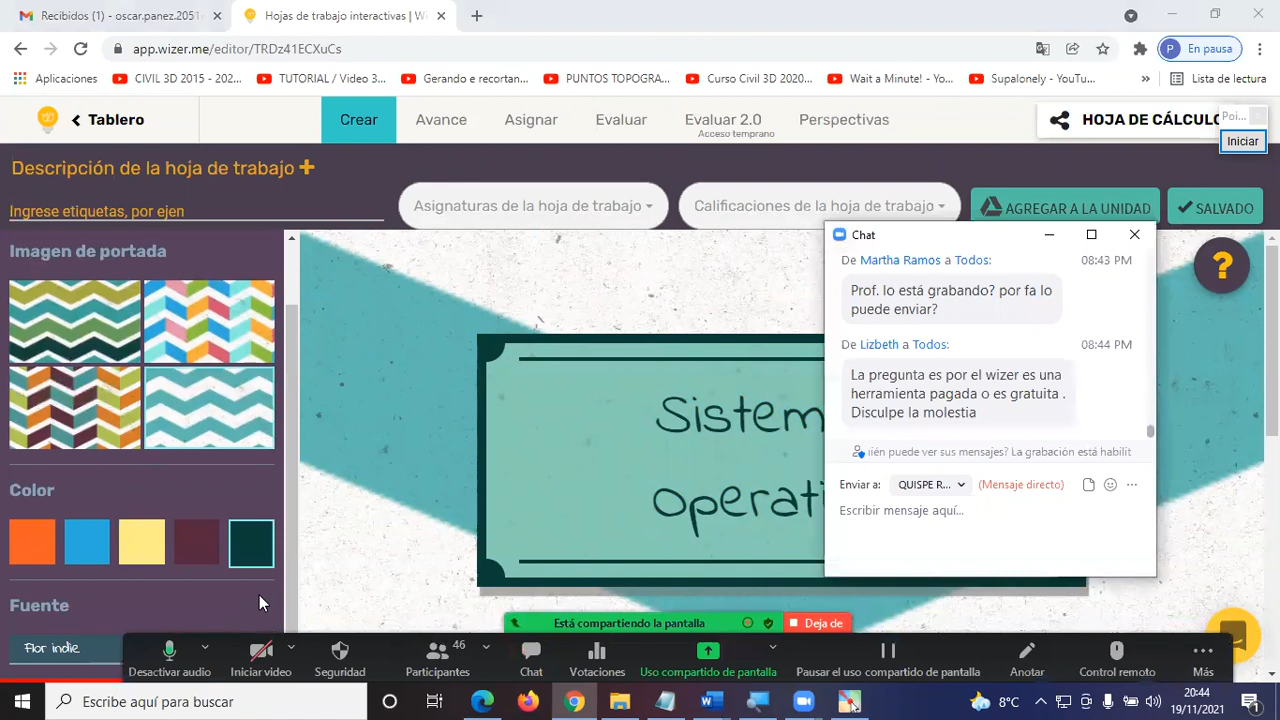 Recibidos (1) - oscar.panez.2051
Hojas de trabajo interactivas | W
app.wizer.me/editor/TRDz41ECXuCs
P En pausa
Aplicaciones CIVIL 3D 2015 - 202... TUTORIAL / Video 3... Gerando e recortan... PUNTOS TOPOGRA... Curso Civil 3D 2020... Wait a Minute! - Yo... Supalonely - YouTu... » Lista de lectura
Tablero Crear Avance Asignar Evaluar Evaluar 2.0 Perspectivas HOJA DE CÁLCULO Poi...
Acceso temprano
Iniciar
Descripción de la hoja de trabajo +
Ingrese etiquetas, por ejen
Asignaturas de la hoja de trabajo
Calificaciones de la hoja de trabajo
AGREGAR A LA UNIDAD
SALVADO
Imagen de portada
Color
Fuente
Flor indie
Sistem
Operati
?
Chat
De Martha Ramos a Todos: 08:43 PM
Prof. lo está grabando? por fa lo
puede enviar?
De Lizbeth a Todos: 08:44 PM
La pregunta es por el wizer es una
herramienta pagada o es gratuita .
Disculpe la molestia
iién puede ver sus mensajes? La grabación está habilit
Enviar a: QUISPE R... (Mensaje directo)
Escribir mensaje aquí...
Está compartiendo la pantalla
Deja de
Desactivar audio
Iniciar video
Seguridad
46
Participantes
Chat
Votaciones
Uso compartido de pantalla
Pausar el uso compartido de pantalla
Anotar
Control remoto
Más
Escribe aquí para buscar
8°C
20:44
19/11/2021
1